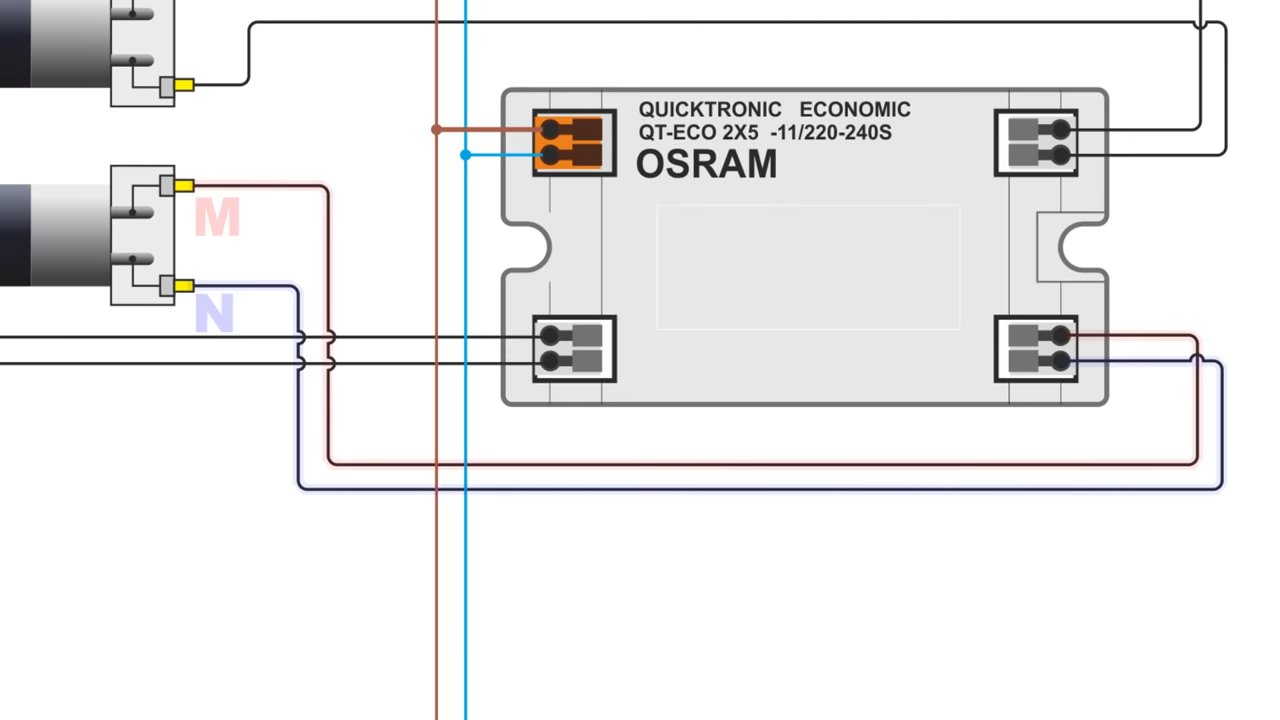 QUICKTRONIC ECONOMIC
QT-ECO 2X5 -11/220-240S
OSRAM
M
N